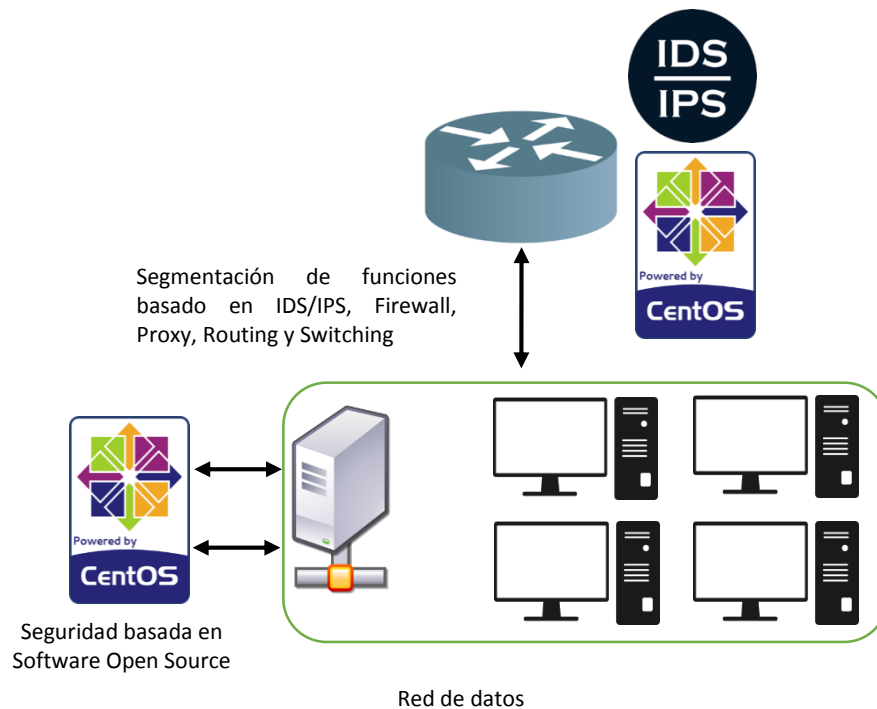 IDS
IPS
Powered by
CentOS
Segmentación de funciones
basado en IDS/IPS, Firewall,
Proxy, Routing y Switching
Powered by
CentOS
Seguridad basada en
Software Open Source
Red de datos